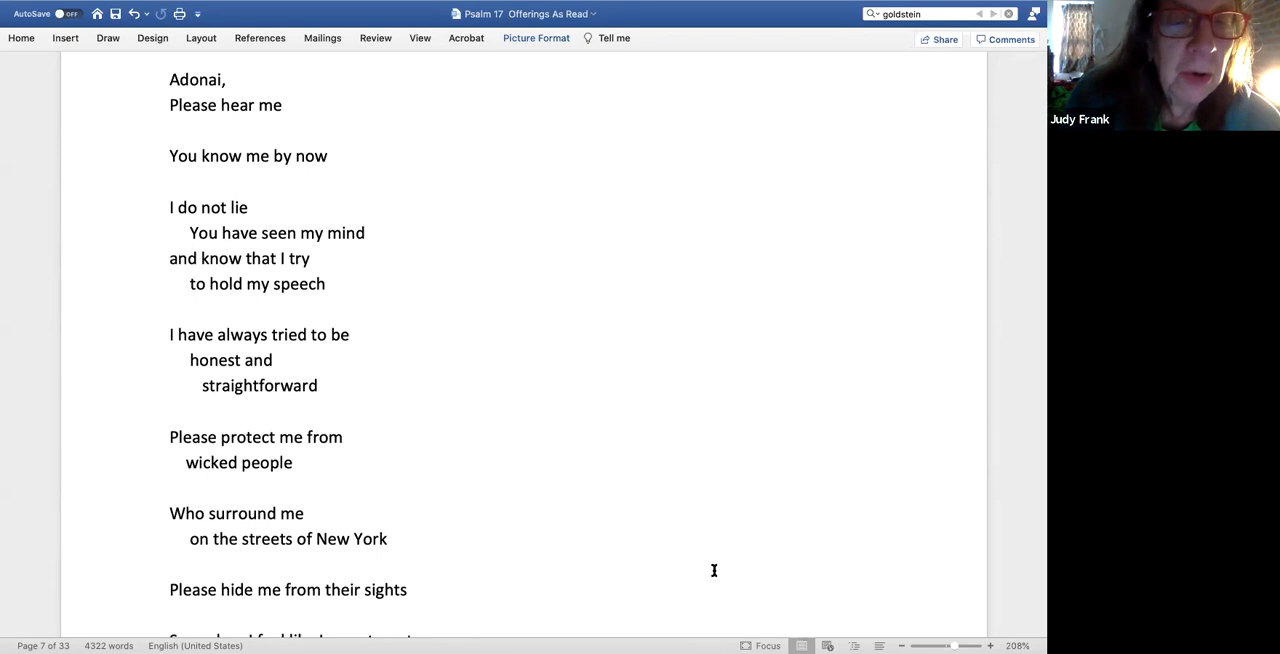 AutoSave OFF
Psalm 17 Offerings As Read
goldstein
Home Insert Draw Design Layout References Mailings Review View Acrobat Picture Format Tell me
Share Comments
Adonai,
Please hear me
You know me by now
I do not lie
You have seen my mind
and know that I try
to hold my speech
I have always tried to be
honest and
straightforward
Please protect me from
wicked people
Who surround me
on the streets of New York
Please hide me from their sights
Judy Frank
Page 7 of 33 4322 words English (United States) Focus 208%